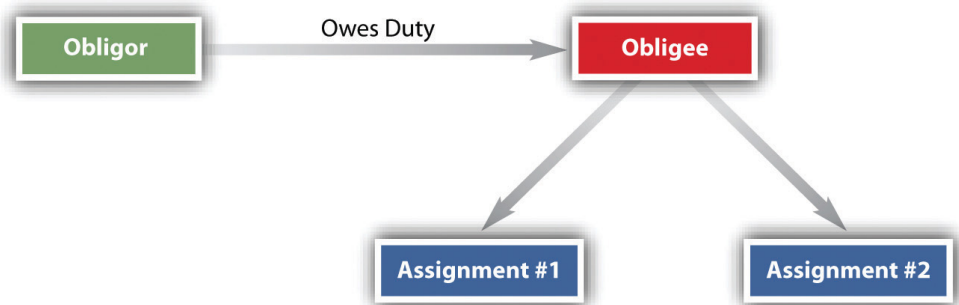 Obligor
Owes Duty
Obligee
Assignment #1
Assignment #2